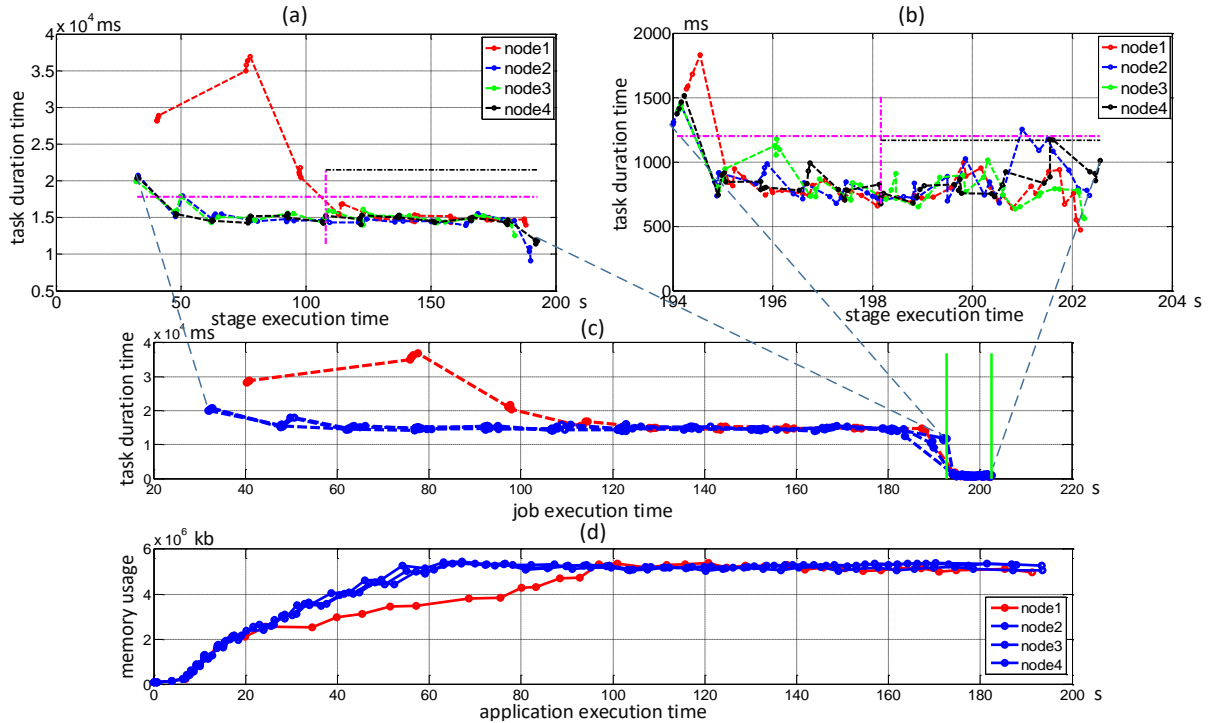 (a)
x 10^4 ms
4
3.5
3
2.5
2
1.5
1
0.5
0
50
100
150
200 s
task duration time
stage execution time
node1
node2
node3
node4
(b)
ms
2000
1500
1000
500
0
194
196
198
200
202
204 s
task duration time
stage execution time
node1
node2
node3
node4
(c)
x 10^4 ms
4
3
2
1
0
20
40
60
80
100
120
140
160
180
200
220 s
task duration time
job execution time
(d)
x 10^6 kb
6
4
2
0
0
20
40
60
80
100
120
140
160
180
200 s
memory usage
application execution time
node1
node2
node3
node4